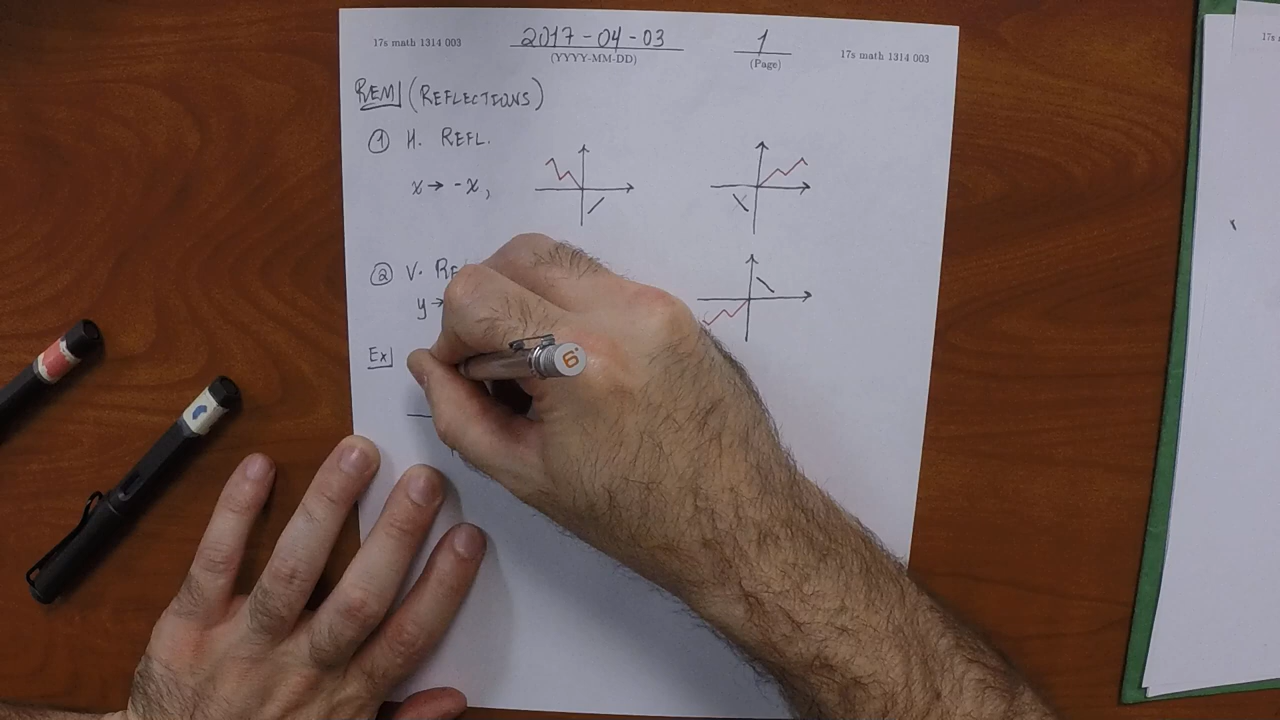 17s math 1314 003
2017-04-03
(YYYY-MM-DD)
1
(Page)
17s math 1314 003
REM (REFLECTIONS)
① H. REFL.
x → -x,
② V. RE
y →
Ex
6.
17s